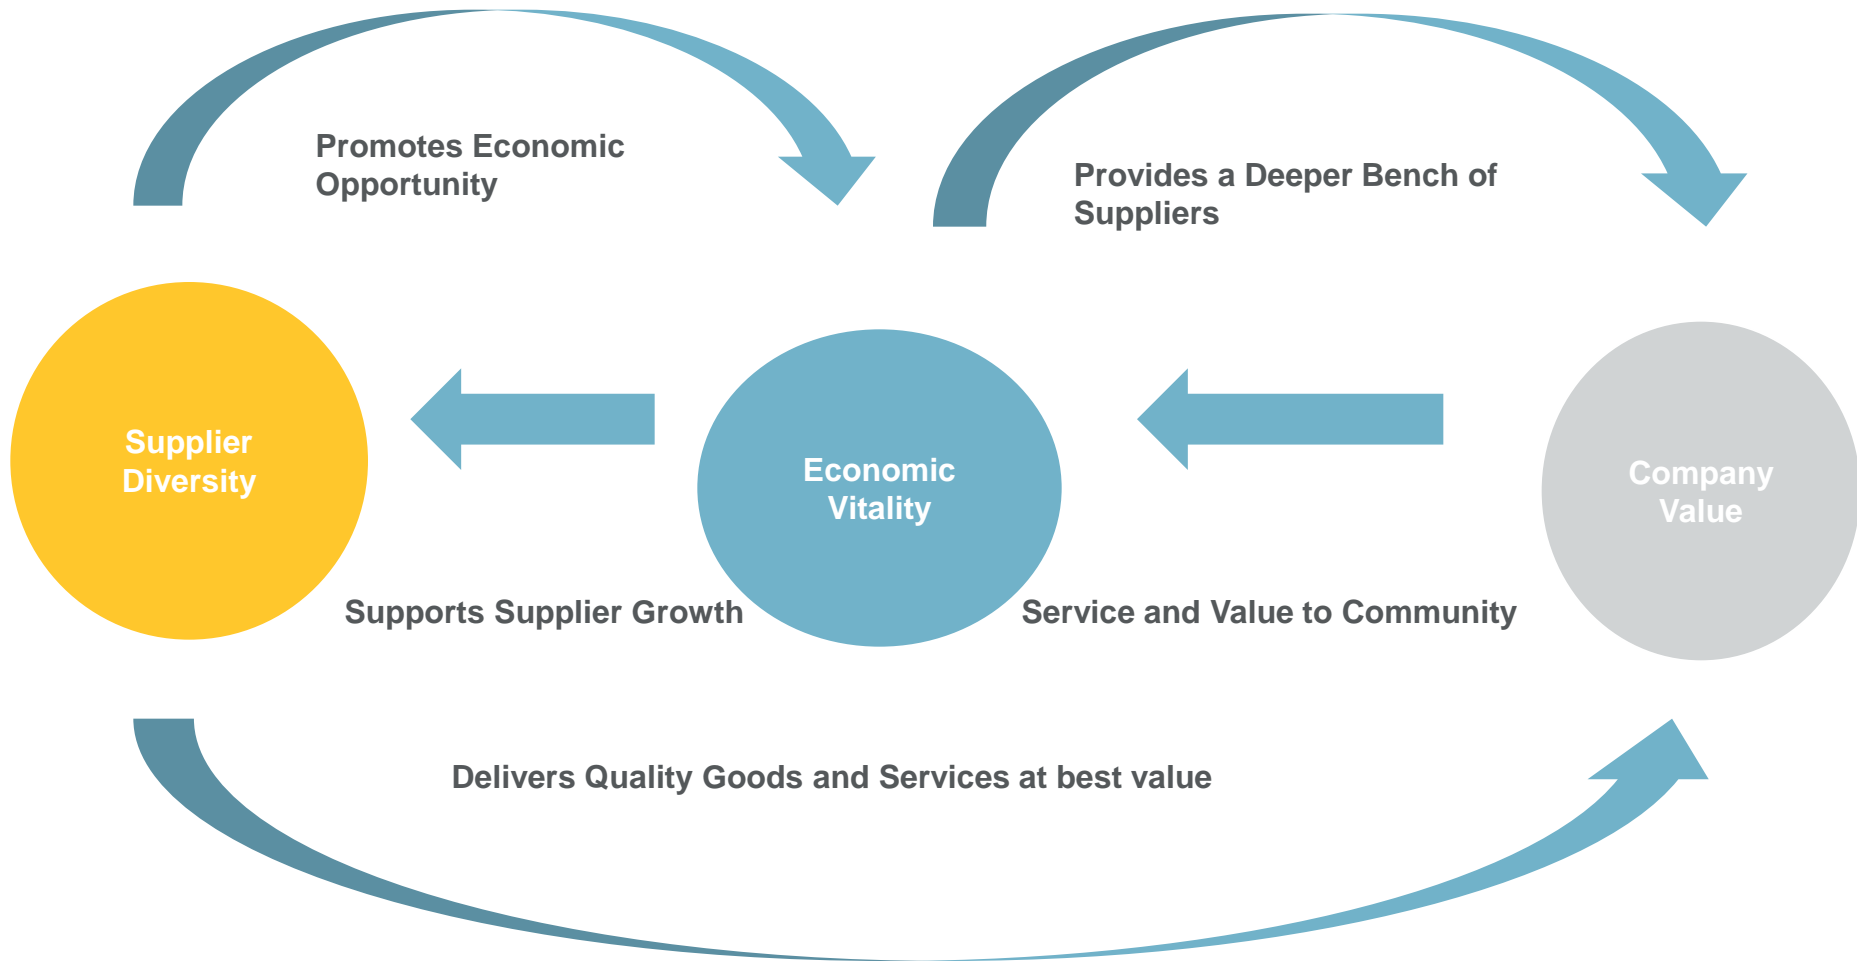 Promotes Economic
Opportunity
Provides a Deeper Bench of
Suppliers
Supplier
Diversity
Economic
Vitality
Company
Value
Supports Supplier Growth
Service and Value to Community
Delivers Quality Goods and Services at best value